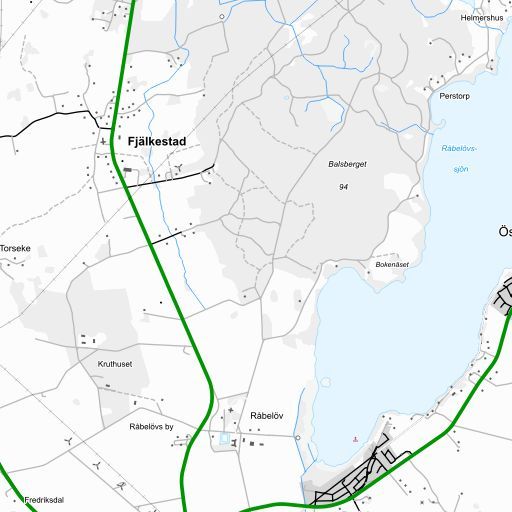 Helmershus
Perstorp
Fjälkestad
Råbelövs-
sjön
Balsberget
94
Ös
Torseke
Bokenäset
Kruthuset
Råbelöv
Råbelövs by
Fredriksdal